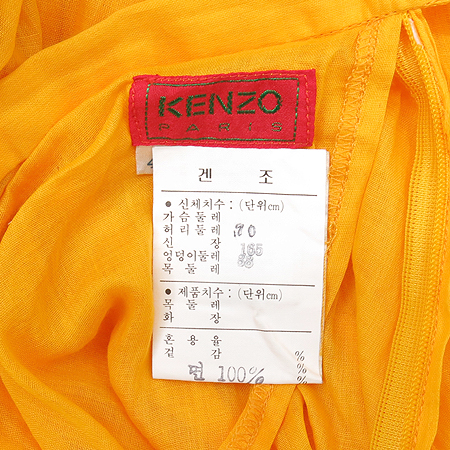 KENZO
PARIS
4
겐 조
● 신체치수 : (단위cm)
가 슴 둘 레
허 리 둘 레
신 장 165
엉덩이둘레
목 둘 레
● 제품치수 : (단위cm)
목 둘 레
화 장
혼 용 율
겉 감 %
면 100% %
%